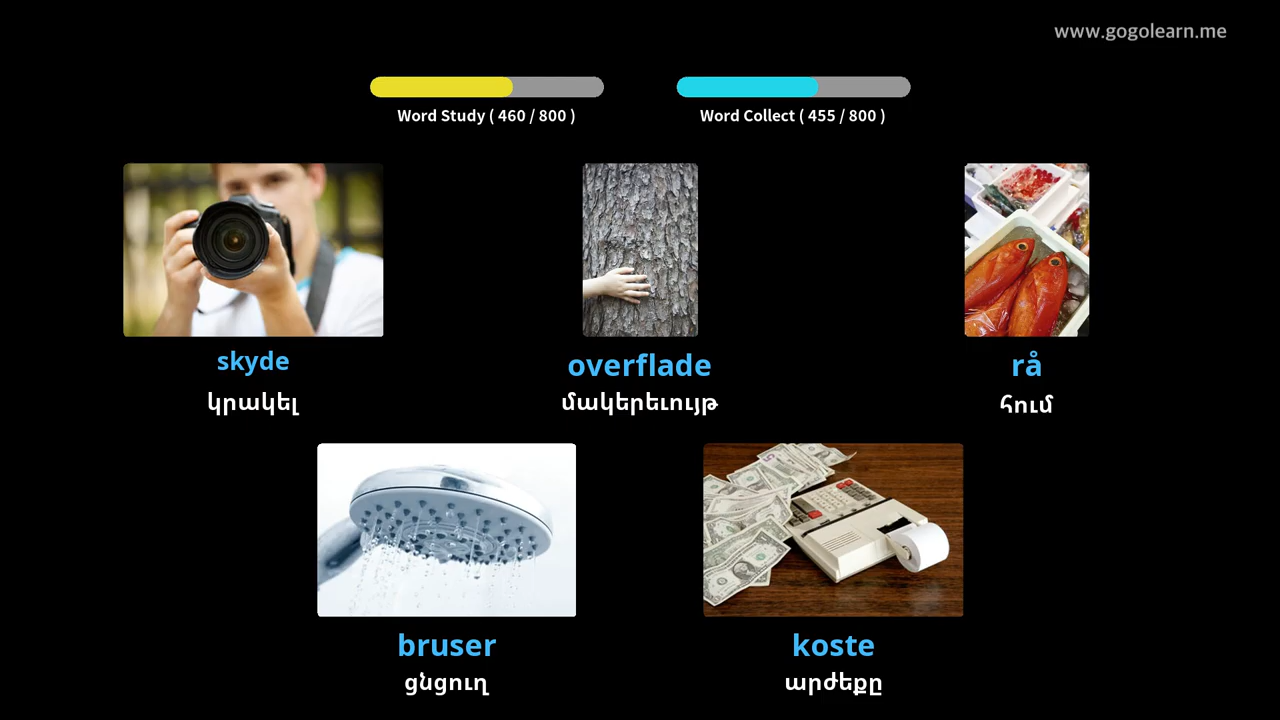 www.gogolearn.me
Word Study ( 460 / 800 )
Word Collect ( 455 / 800 )
skyde
կրակել
overflade
մակերեւույթ
rå
հում
bruser
ցնցուղ
koste
արժեքը